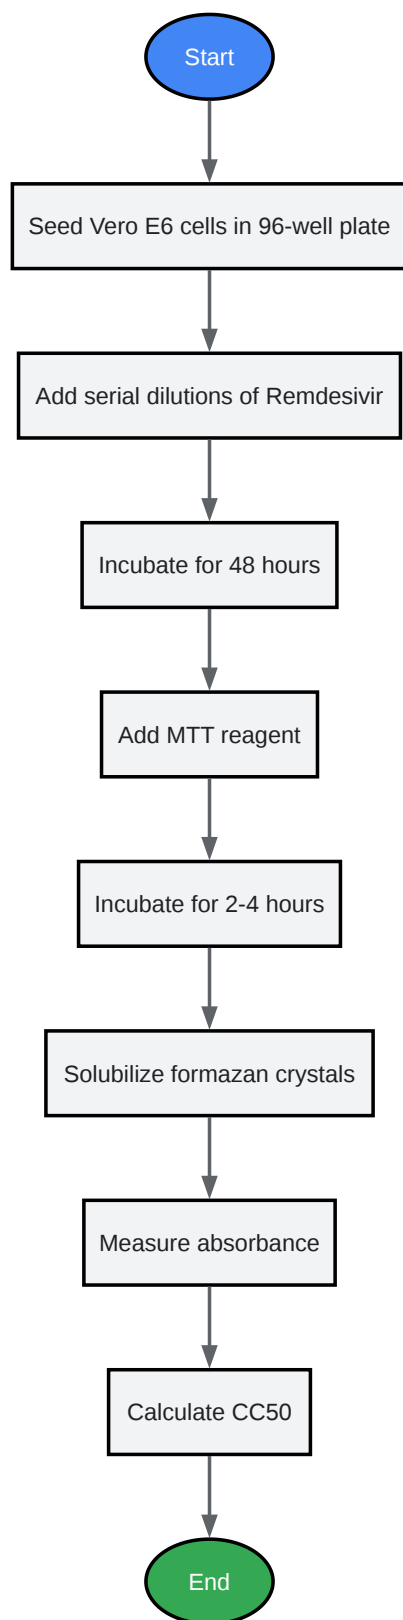 Start
Seed Vero E6 cells in 96-well plate
Add serial dilutions of Remdesivir
Incubate for 48 hours
Add MTT reagent
Incubate for 2-4 hours
Solubilize formazan crystals
Measure absorbance
Calculate CC50
End